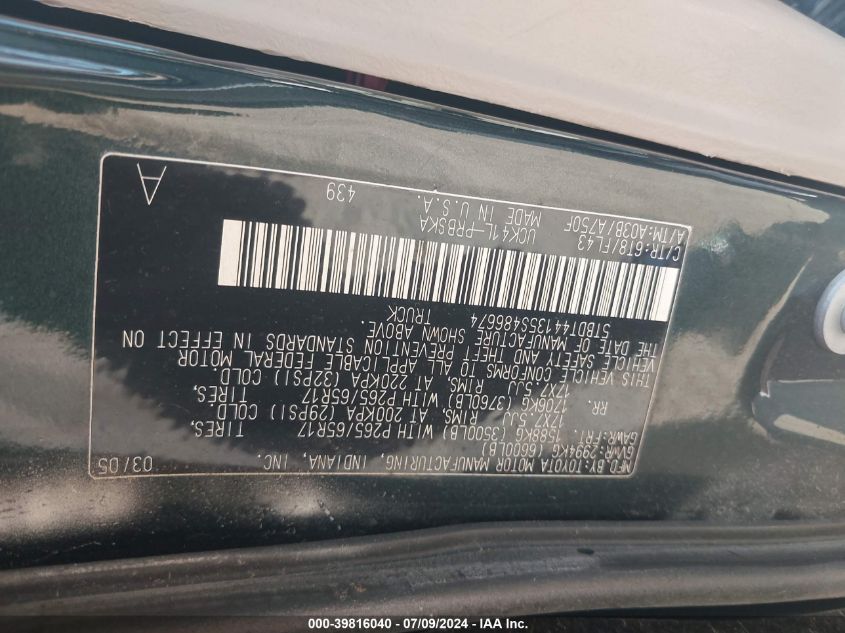 MFD.BY:TOYOTA MOTOR MANUFACTURING, INDIANA, INC. 03/05
GVWR:2994KG(6600LB)
GAWR:FRT. 1588KG (3500LB) WITH P265/65R17 TIRES,
17X7.5JJ RIMS, AT 200KPA (29PSI) COLD.
RR. 1706KG (3760LB) WITH P265/65R17 TIRES,
17X7.5JJ RIMS, AT 220KPA (32PSI) COLD.
THIS VEHICLE CONFORMS TO ALL APPLICABLE FEDERAL MOTOR
VEHICLE SAFETY AND THEFT PREVENTION STANDARDS IN EFFECT ON
THE DATE OF MANUFACTURE SHOWN ABOVE.
5TBDT44135S486674 TRUCK
C/TR:6T8/FL43 UCK41L-PRBSKA 439
A/TM:A03B/A750F MADE IN U.S.A.
A
000-39816040 - 07/09/2024 - IAA Inc.